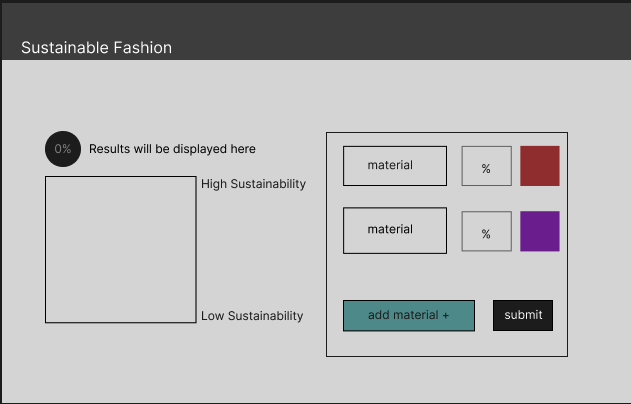 Sustainable Fashion
0%
Results will be displayed here
High Sustainability
Low Sustainability
material
%
material
%
add material +
submit